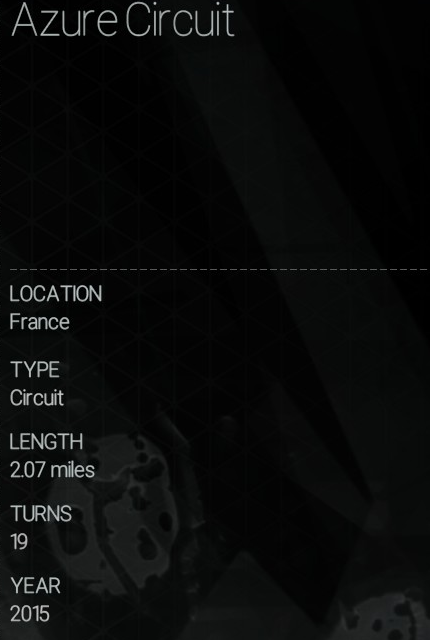 Azure Circuit
LOCATION
France
TYPE
Circuit
LENGTH
2.07 miles
TURNS
19
YEAR
2015